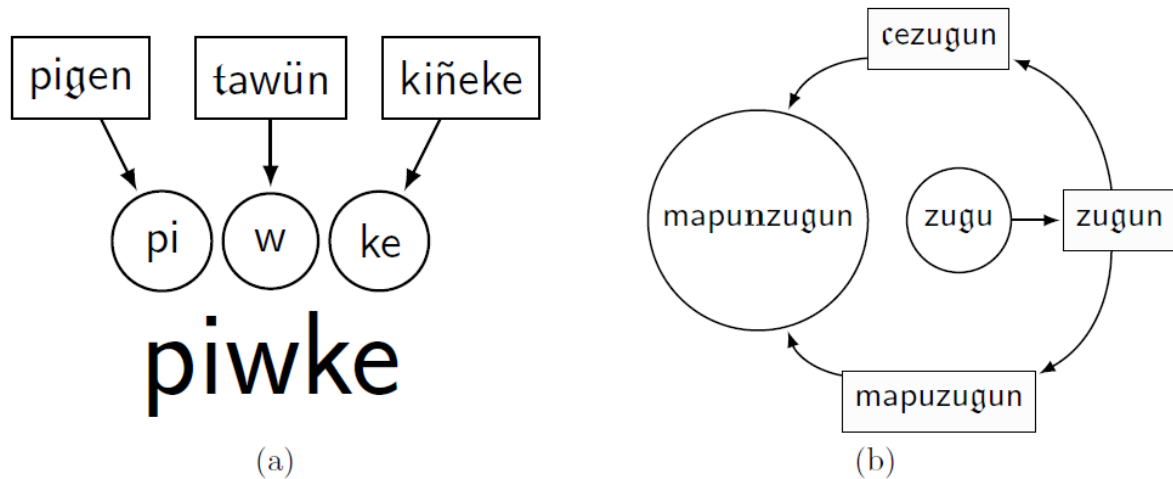 pi𝔤en
𝔱awün
kiñeke
pi
w
ke
piwke
(a)
𝔠ezu𝔤un
mapu𝐧zu𝔤un
zu𝔤u
zu𝔤un
mapuzu𝔤un
(b)